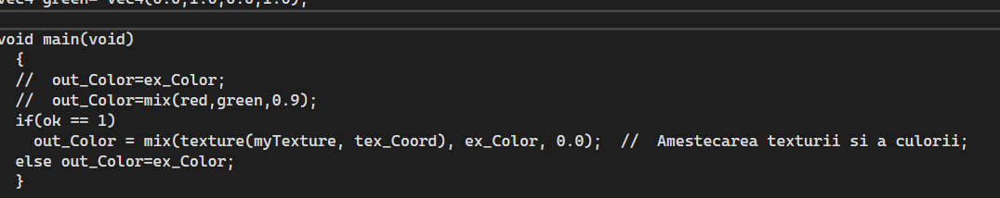 vec4 green= vec4(0.0,1.0,0.0,1.0);
void main(void)
{
//  out_Color=ex_Color;
//  out_Color=mix(red,green,0.9);
if(ok == 1)
out_Color = mix(texture(myTexture, tex_Coord), ex_Color, 0.0);  //  Amestecarea texturii si a culorii;
else out_Color=ex_Color;
}